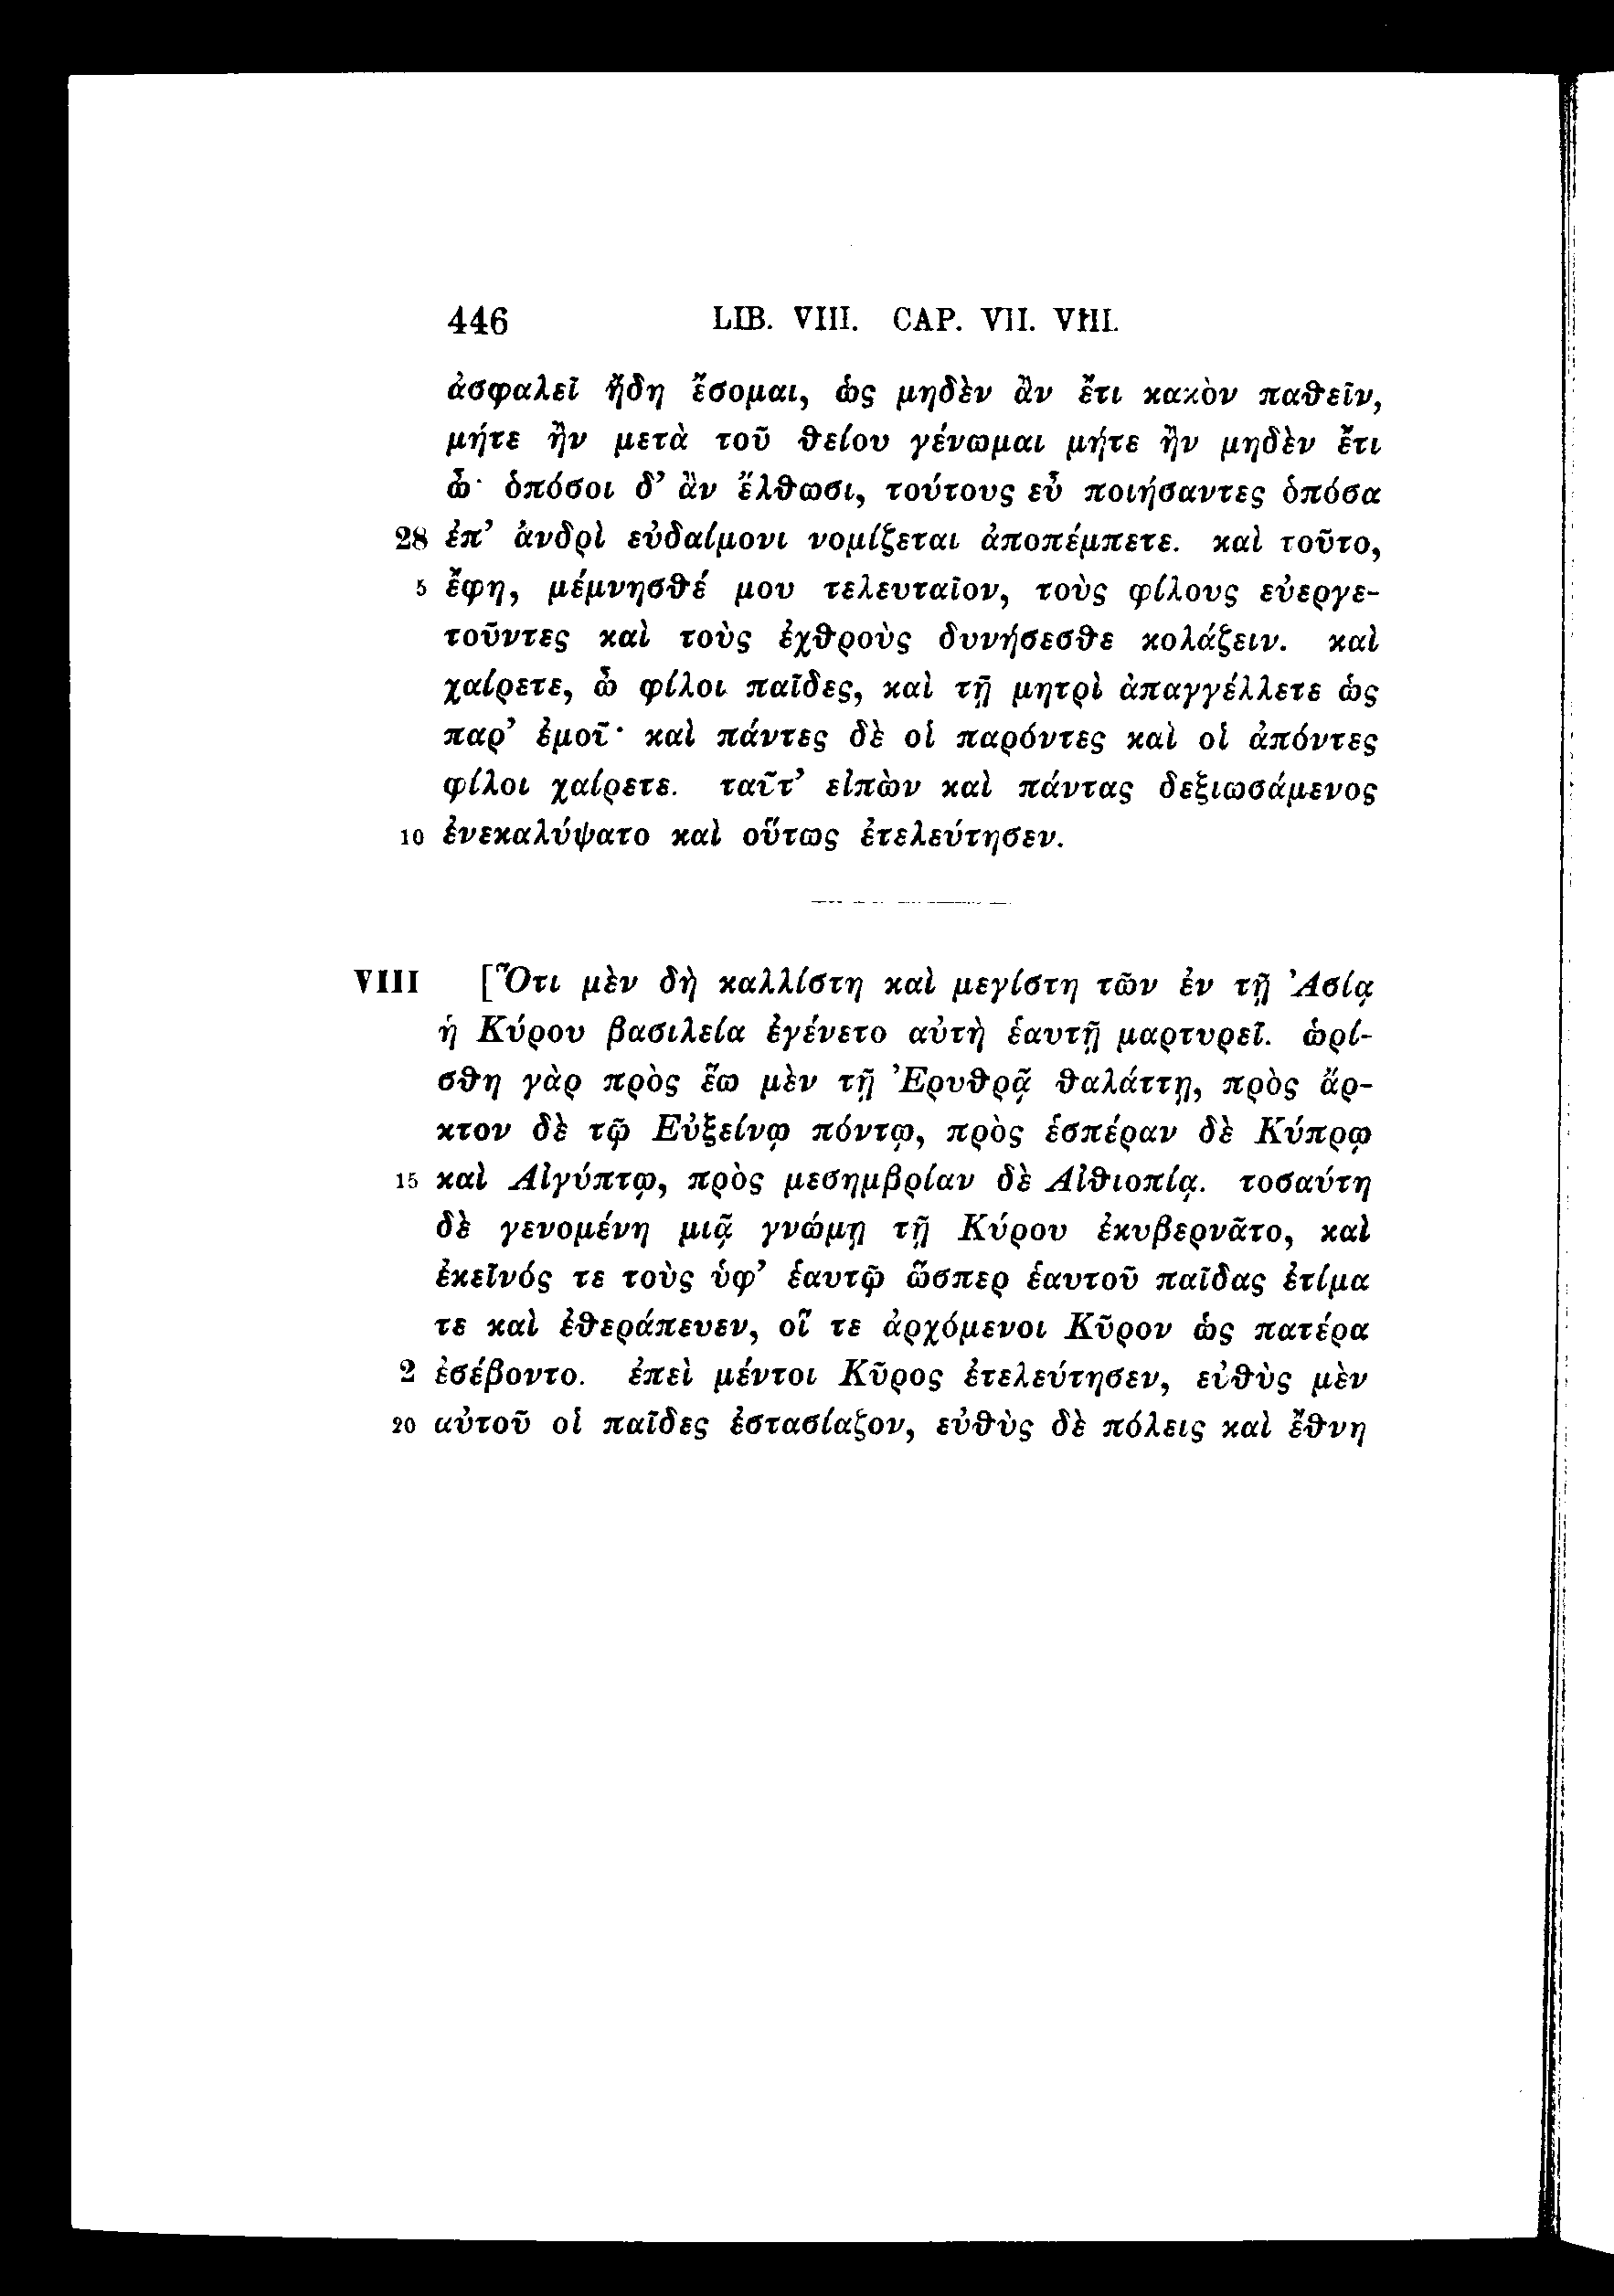 446 LIB. VIII. CAP. VII. VIII.
ἀσφαλεῖ ἤδη ἔσομαι, ὡς μηδὲν ἂν ἔτι κακὸν παθεῖν,
μήτε ἢν μετὰ τοῦ θείου γένωμαι μήτε ἢν μηδὲν ἔτι
ὦ· ὁπόσοι δ’ ἂν ἔλθωσι, τούτους εὖ ποιήσαντες ὁπόσα
28 ἐπ’ ἀνδρὶ εὐδαίμονι νομίζεται ἀποπέμπετε. καὶ τοῦτο,
5 ἔφη, μέμνησθέ μου τελευταῖον, τοὺς φίλους εὐεργε-
τοῦντες καὶ τοὺς ἐχθροὺς δυνήσεσθε κολάζειν. καὶ
χαίρετε, ὦ φίλοι παῖδες, καὶ τῇ μητρὶ ἀπαγγέλλετε ὡς
παρ’ ἐμοῦ· καὶ πάντες δὲ οἱ παρόντες καὶ οἱ ἀπόντες
φίλοι χαίρετε. ταῦτ’ εἰπὼν καὶ πάντας δεξιωσάμενος
10 ἐνεκαλύψατο καὶ οὕτως ἐτελεύτησεν.
VIII [Ὅτι μὲν δὴ καλλίστη καὶ μεγίστη τῶν ἐν τῇ Ἀσίᾳ
ἡ Κύρου βασιλεία ἐγένετο αὐτὴ ἑαυτῇ μαρτυρεῖ. ὡρί-
σθη γὰρ πρὸς ἕω μὲν τῇ Ἐρυθρᾷ θαλάττῃ, πρὸς ἄρ-
κτον δὲ τῷ Εὐξείνῳ πόντῳ, πρὸς ἑσπέραν δὲ Κύπρῳ
15 καὶ Αἰγύπτῳ, πρὸς μεσημβρίαν δὲ Αἰθιοπίᾳ. τοσαύτη
δὲ γενομένη μιᾷ γνώμῃ τῇ Κύρου ἐκυβερνᾶτο, καὶ
ἐκεῖνός τε τοὺς ὑφ’ ἑαυτῷ ὥσπερ ἑαυτοῦ παῖδας ἐτίμα
τε καὶ ἐθεράπευεν, οἵ τε ἀρχόμενοι Κῦρον ὡς πατέρα
2 ἐσέβοντο. ἐπεὶ μέντοι Κῦρος ἐτελεύτησεν, εὐθὺς μὲν
20 αὐτοῦ οἱ παῖδες ἐστασίαζον, εὐθὺς δὲ πόλεις καὶ ἔθνη